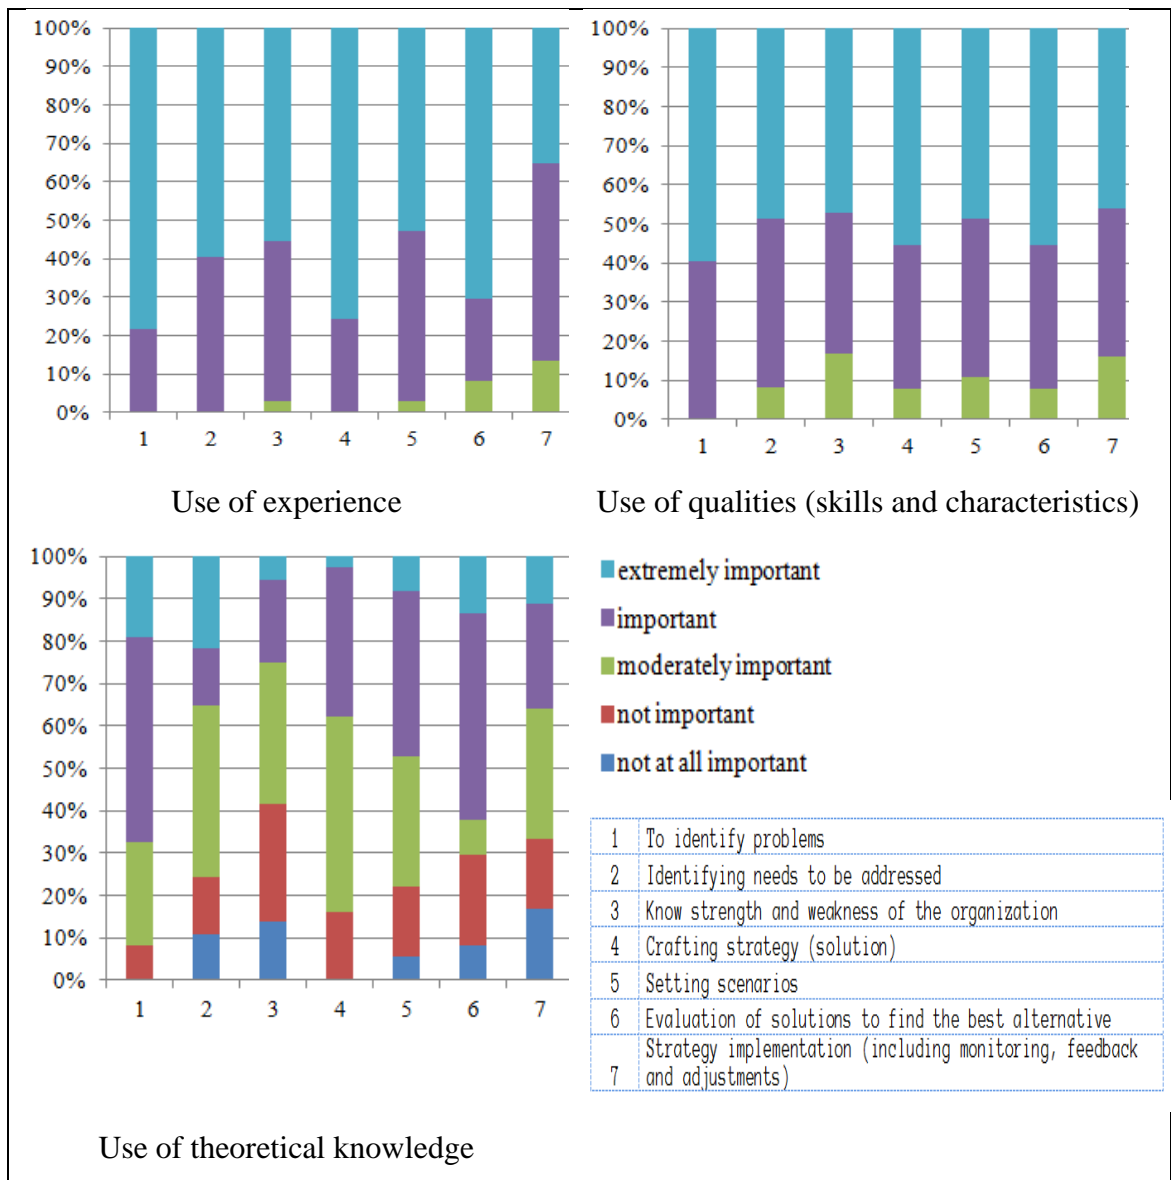 100%
90%
80%
70%
60%
50%
40%
30%
20%
10%
0%
1 2 3 4 5 6 7
Use of experience
100%
90%
80%
70%
60%
50%
40%
30%
20%
10%
0%
1 2 3 4 5 6 7
Use of qualities (skills and characteristics)
100%
90%
80%
70%
60%
50%
40%
30%
20%
10%
0%
1 2 3 4 5 6 7
Use of theoretical knowledge
extremely important
important
moderately important
not important
not at all important
1 To identify problems
2 Identifying needs to be addressed
3 Know strength and weakness of the organization
4 Crafting strategy (solution)
5 Setting scenarios
6 Evaluation of solutions to find the best alternative
Strategy implementation (including monitoring, feedback
7 and adjustments)